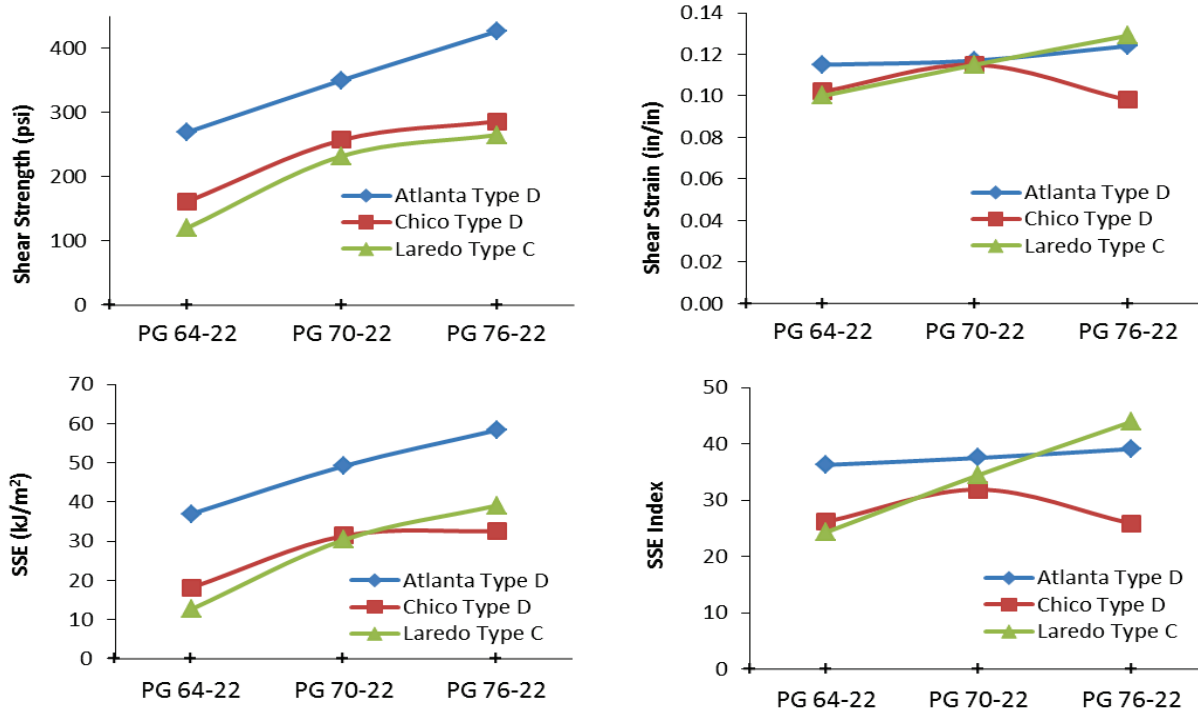 Shear Strength (psi)
400
300
200
100
0
Atlanta Type D
Chico Type D
Laredo Type C
PG 64-22
PG 70-22
PG 76-22
Shear Strain (in/in)
0.14
0.12
0.10
0.08
0.06
0.04
0.02
0.00
Atlanta Type D
Chico Type D
Laredo Type C
PG 64-22
PG 70-22
PG 76-22
SSE (kJ/m²)
70
60
50
40
30
20
10
0
Atlanta Type D
Chico Type D
Laredo Type C
PG 64-22
PG 70-22
PG 76-22
SSE Index
50
40
30
20
10
0
Atlanta Type D
Chico Type D
Laredo Type C
PG 64-22
PG 70-22
PG 76-22